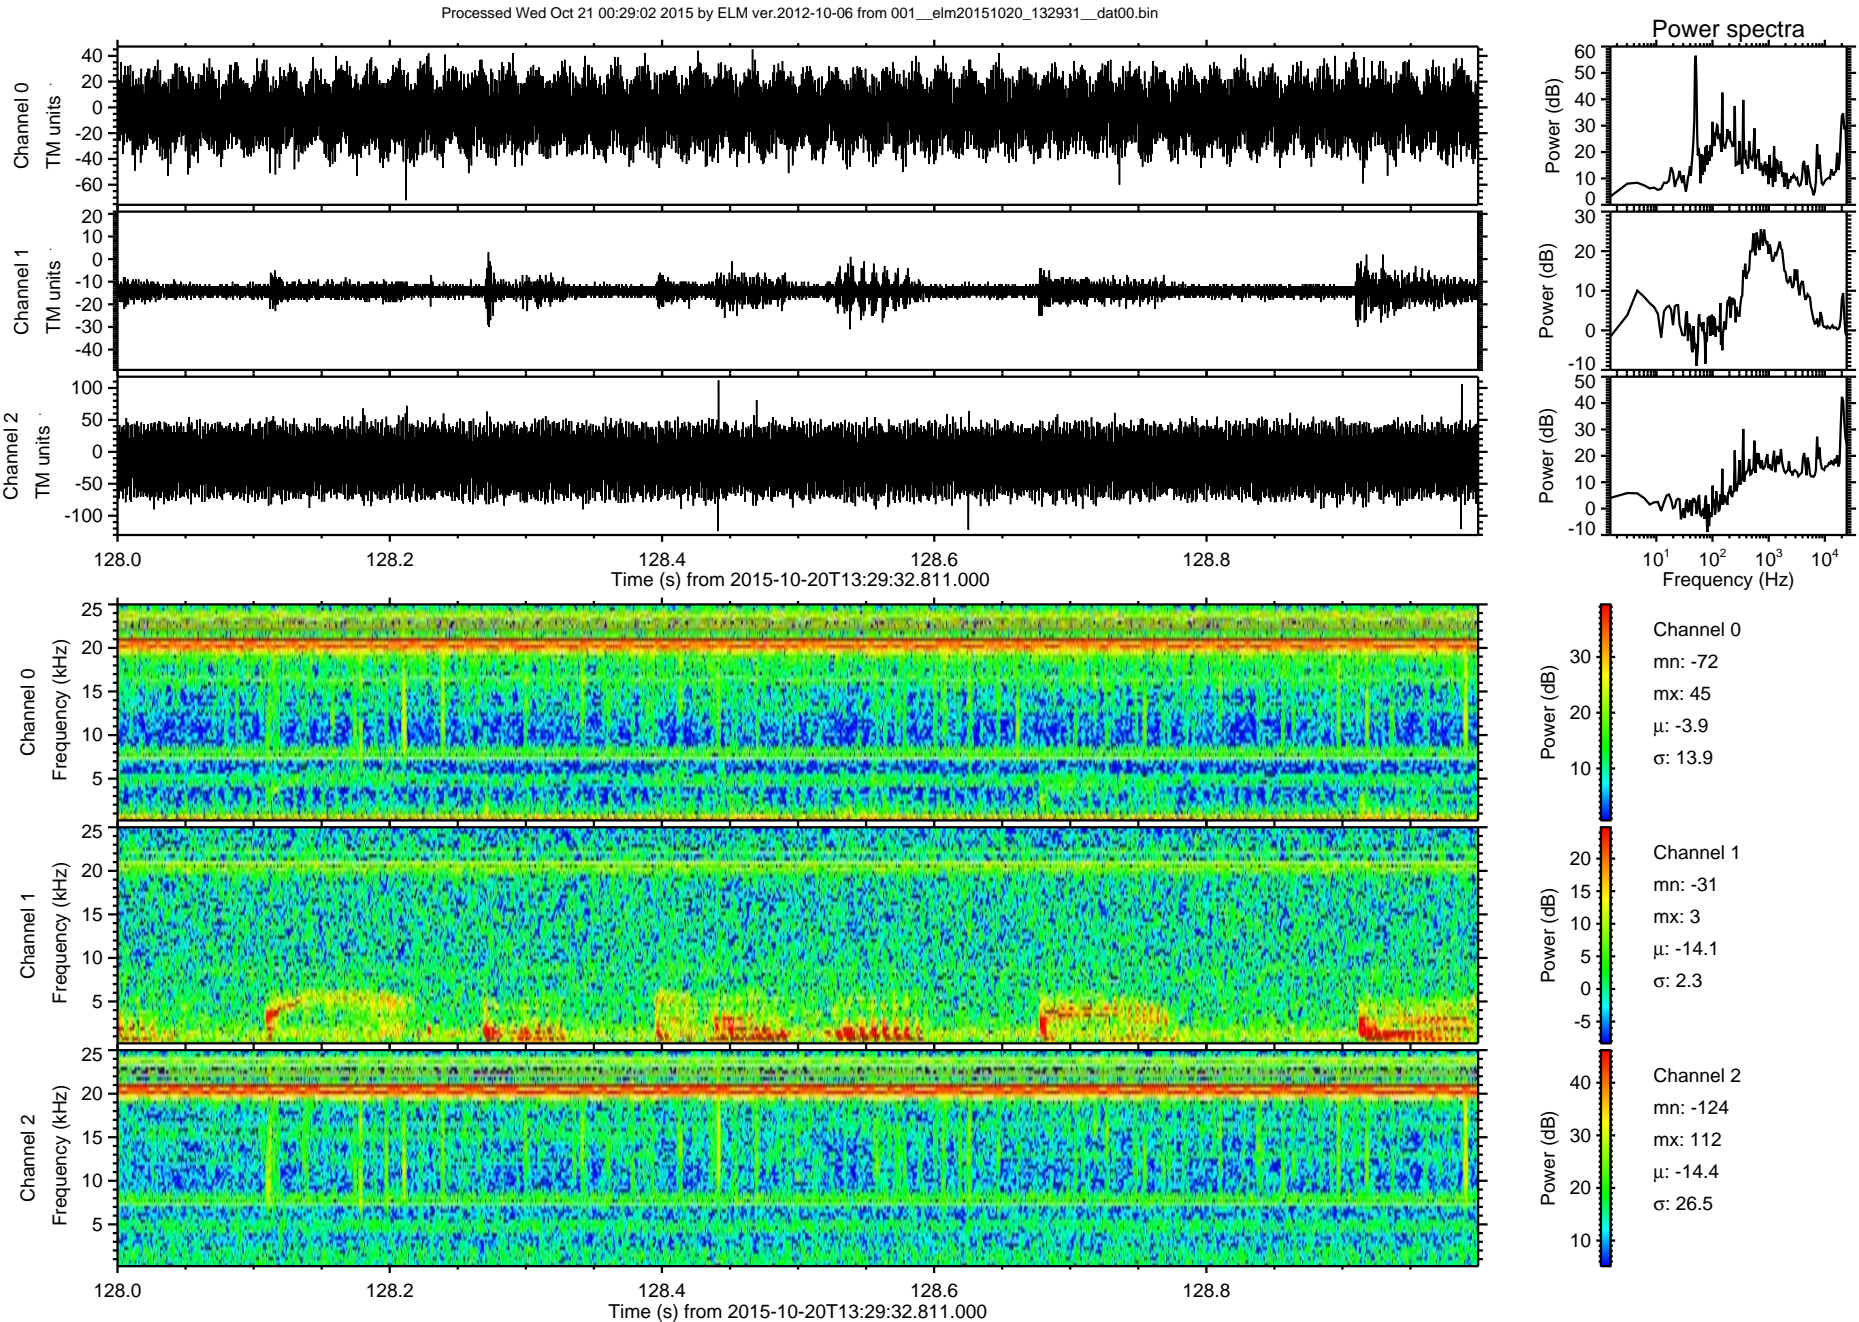 Processed Wed Oct 21 00:29:02 2015 by ELM ver.2012-10-06 from 001__elm20151020_132931__dat00.bin
Power spectra
Channel 0
TM units
40
20
0
-20
-40
-60
Power (dB)
60
50
40
30
20
10
0
Channel 1
TM units
20
10
0
-10
-20
-30
-40
Power (dB)
30
20
10
0
-10
Channel 2
TM units
100
50
0
-50
-100
Power (dB)
50
40
30
20
10
0
-10
128.0 128.2 128.4 128.6 128.8
Time (s) from 2015-10-20T13:29:32.811.000
10¹ 10² 10³ 10⁴
Frequency (Hz)
Channel 0
Frequency (kHz)
25
20
15
10
5
Power (dB)
30
20
10
Channel 0
mn: -72
mx: 45
µ: -3.9
σ: 13.9
Channel 1
Frequency (kHz)
25
20
15
10
5
Power (dB)
20
15
10
5
0
-5
Channel 1
mn: -31
mx: 3
µ: -14.1
σ: 2.3
Channel 2
Frequency (kHz)
25
20
15
10
5
Power (dB)
40
30
20
10
Channel 2
mn: -124
mx: 112
µ: -14.4
σ: 26.5
128.0 128.2 128.4 128.6 128.8
Time (s) from 2015-10-20T13:29:32.811.000